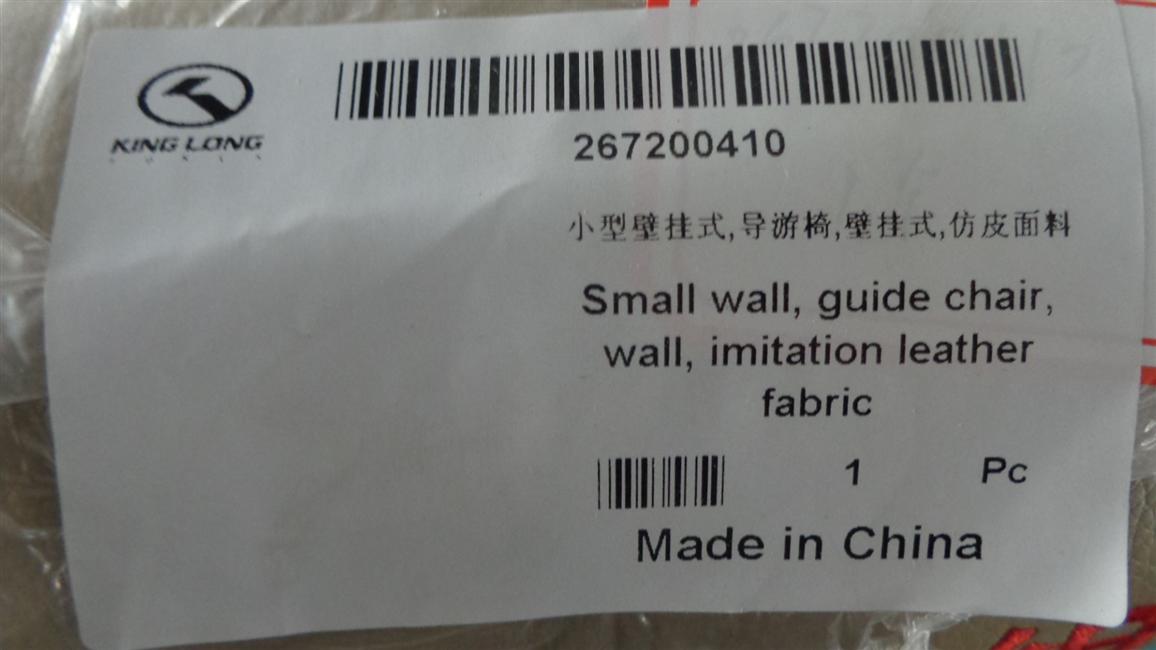 KING LONG
267200410
小型壁挂式,导游椅,壁挂式,仿皮面料
Small wall, guide chair,
wall, imitation leather
fabric
1 Pc
Made in China